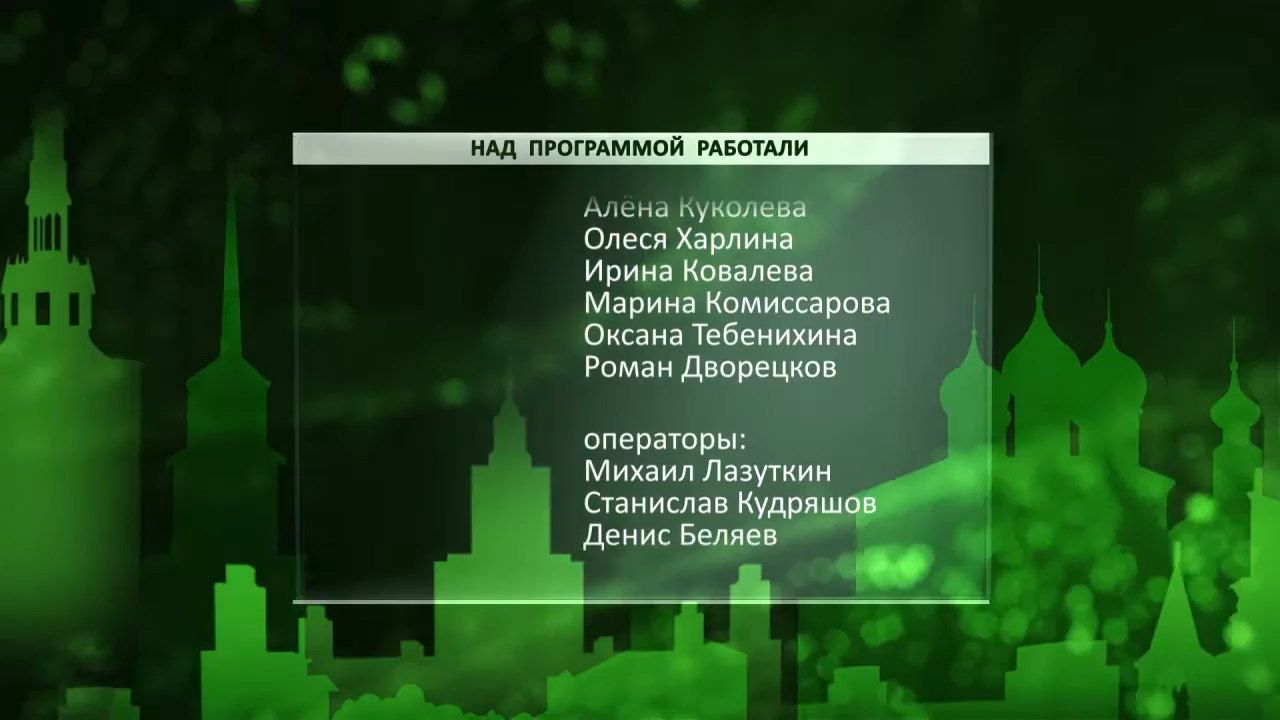 НАД ПРОГРАММОЙ РАБОТАЛИ
Алёна Куколева
Олеся Харлина
Ирина Ковалева
Марина Комиссарова
Оксана Тебенихина
Роман Дворецков
операторы:
Михаил Лазуткин
Станислав Кудряшов
Денис Беляев